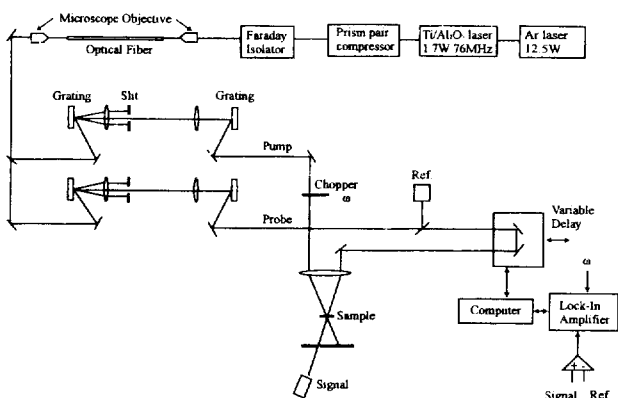 Microscope Objective
Optical Fiber
Faraday
Isolator
Prism pair
compressor
Ti/Al2O3 laser
1.7W 76MHz
Ar laser
12.5W
Grating
Sht
Grating
Pump
Chopper
ω
Ref.
Probe
Variable
Delay
ω
Sample
Computer
Lock-In
Amplifier
+ -
Signal
Signal Ref